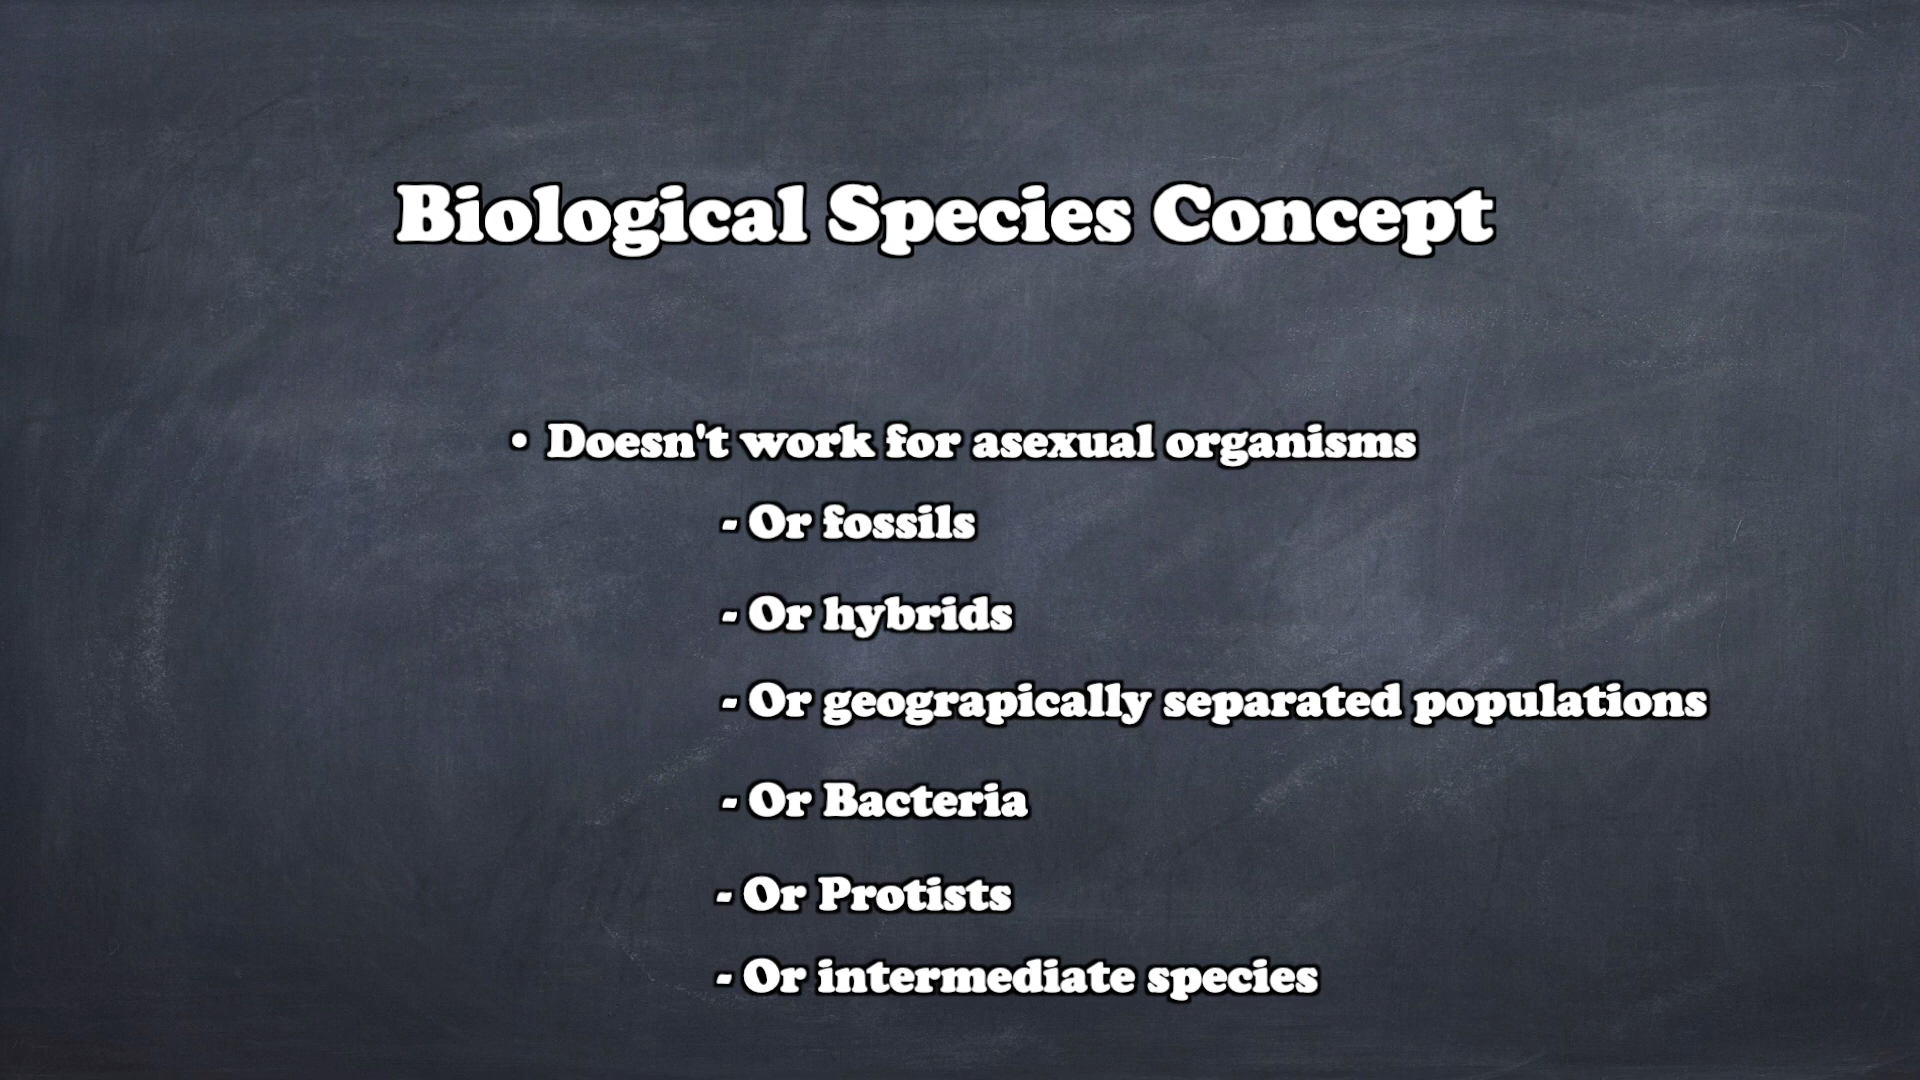 Biological Species Concept
• Doesn't work for asexual organisms
- Or fossils
- Or hybrids
- Or geograpically separated populations
- Or Bacteria
- Or Protists
- Or intermediate species